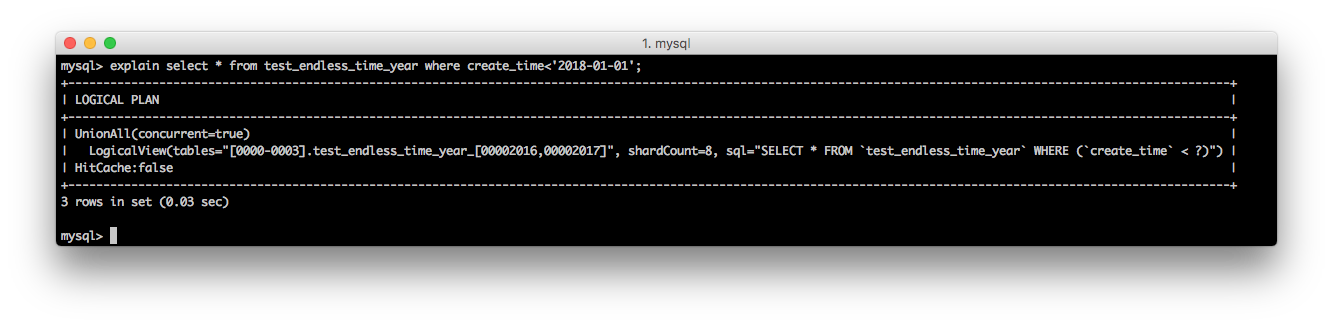 1. mysql
mysql> explain select * from test_endless_time_year where create_time<'2018-01-01';
| LOGICAL PLAN |
| UnionAll(concurrent=true) |
|   LogicalView(tables="[0000-0003].test_endless_time_year_[00002016,00002017]", shardCount=8, sql="SELECT * FROM `test_endless_time_year` WHERE (`create_time` < ?)") |
| HitCache:false |
3 rows in set (0.03 sec)
mysql>